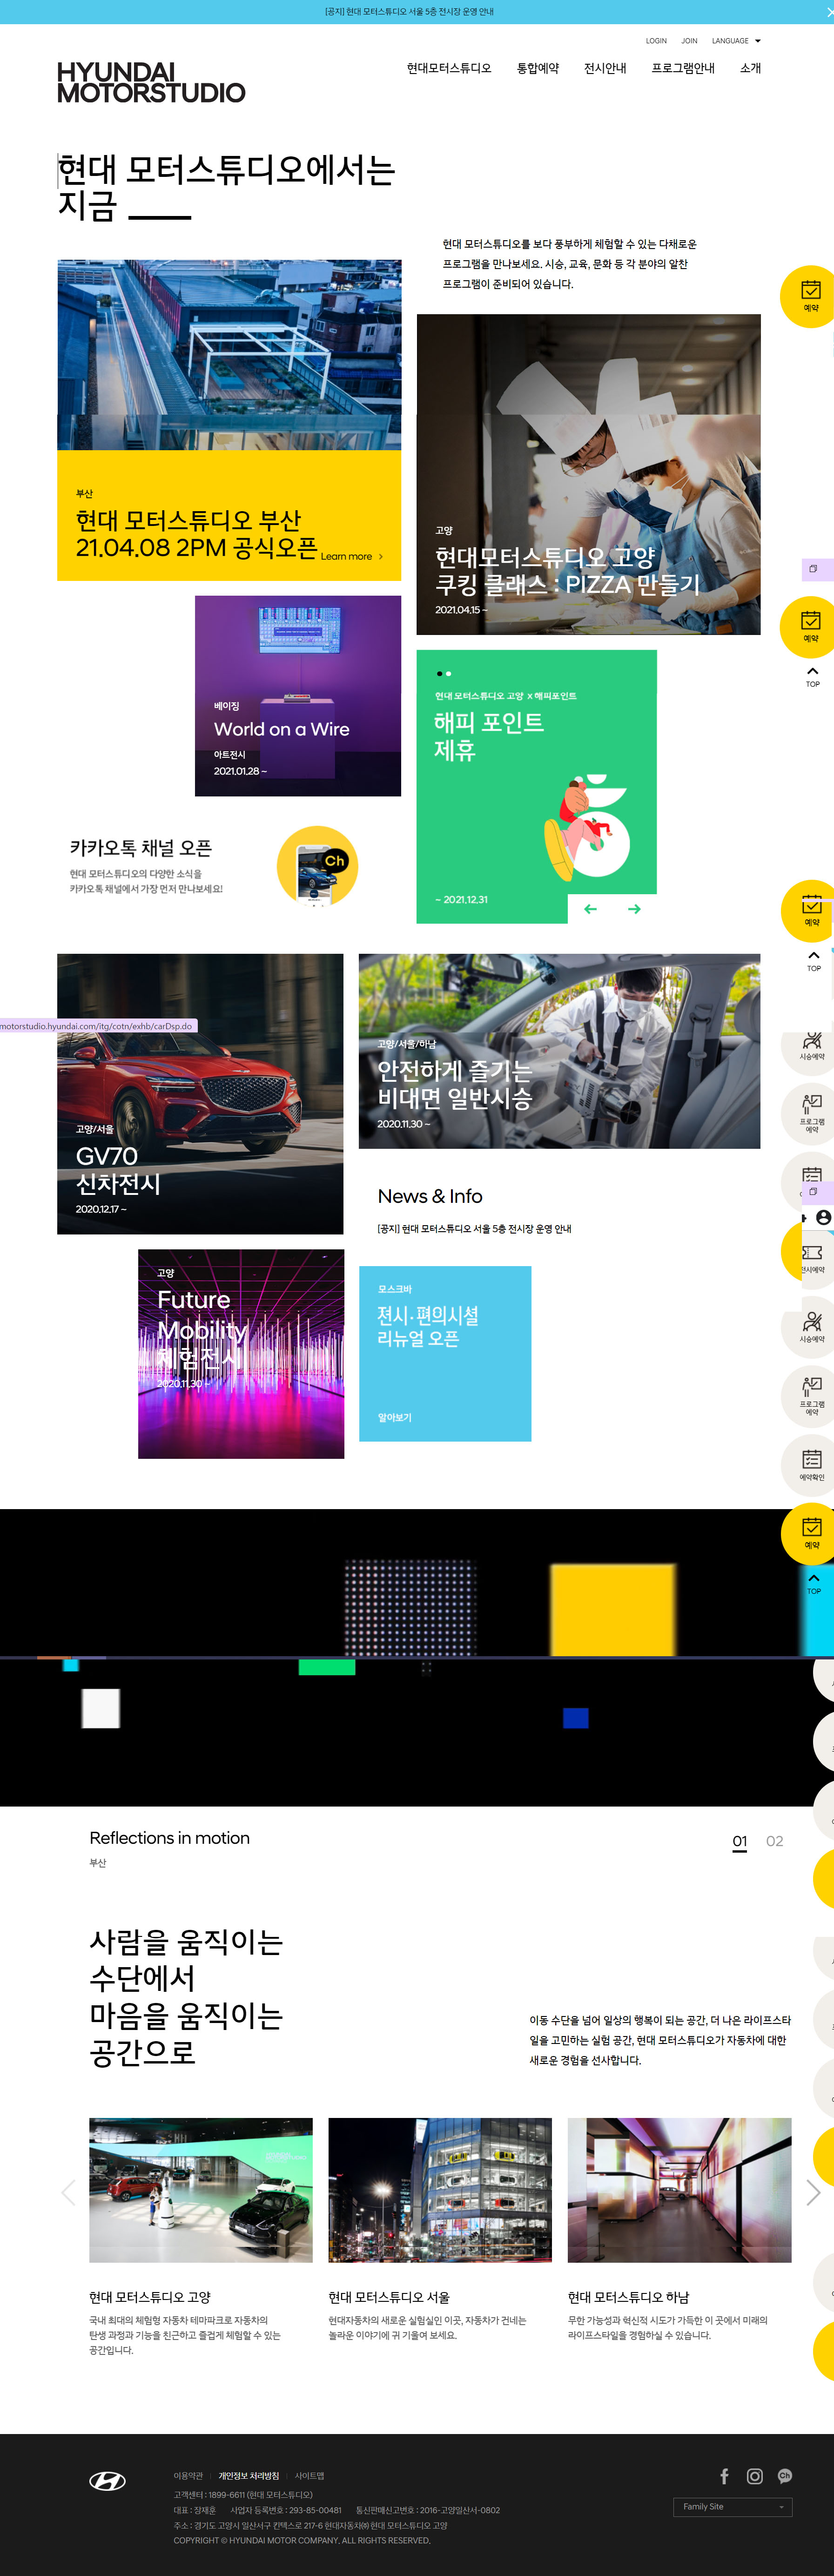 [공지] 현대 모터스튜디오 서울 5층 전시장 운영 안내
LOGIN JOIN LANGUAGE
HYUNDAI
MOTORSTUDIO
현대모터스튜디오 통합예약 전시안내 프로그램안내 소개
현대 모터스튜디오에서는
지금
현대 모터스튜디오를 보다 풍부하게 체험할 수 있는 다채로운
프로그램을 만나보세요. 시승, 교육, 문화 등 각 분야의 알찬
프로그램이 준비되어 있습니다.
예약
부산
현대 모터스튜디오 부산
21.04.08 2PM 공식오픈
Learn more
고양
현대모터스튜디오 고양
쿠킹 클래스 : PIZZA 만들기
2021.04.15 ~
예약
TOP
베이징
World on a Wire
아트전시
2021.01.28 ~
현대 모터스튜디오 고양 x 해피포인트
해피 포인트
제휴
~ 2021.12.31
카카오톡 채널 오픈
현대 모터스튜디오의 다양한 소식을
카카오톡 채널에서 가장 먼저 만나보세요!
Ch
예약
TOP
motorstudio.hyundai.com/itg/cotn/exhb/carDsp.do
고양/서울
GV70
신차전시
2020.12.17 ~
고양/서울/하남
안전하게 즐기는
비대면 일반시승
2020.11.30 ~
시승예약
프로그램
예약
News & Info
[공지] 현대 모터스튜디오 서울 5층 전시장 운영 안내
고양
Future
Mobility
체험전시
2020.11.30 ~
모스크바
전시·편의시설
리뉴얼 오픈
알아보기
전시예약
시승예약
프로그램
예약
예약확인
예약
TOP
Reflections in motion
부산
01 02
사람을 움직이는
수단에서
마음을 움직이는
공간으로
이동 수단을 넘어 일상의 행복이 되는 공간, 더 나은 라이프스타
일을 고민하는 실험 공간, 현대 모터스튜디오가 자동차에 대한
새로운 경험을 선사합니다.
현대 모터스튜디오 고양
국내 최대의 체험형 자동차 테마파크로 자동차의
탄생 과정과 기능을 친근하고 즐겁게 체험할 수 있는
공간입니다.
현대 모터스튜디오 서울
현대자동차의 새로운 실험실인 이곳, 자동차가 건네는
놀라운 이야기에 귀 기울여 보세요.
현대 모터스튜디오 하남
무한 가능성과 혁신적 시도가 가득한 이 곳에서 미래의
라이프스타일을 경험하실 수 있습니다.
이용약관 개인정보 처리방침 사이트맵
고객센터 : 1899-6611 (현대 모터스튜디오)
대표 : 장재훈 사업자 등록번호 : 293-85-00481 통신판매신고번호 : 2016-고양일산서-0802
주소 : 경기도 고양시 일산서구 킨텍스로 217-6 현대자동차㈜ 현대 모터스튜디오 고양
COPYRIGHT © HYUNDAI MOTOR COMPANY. ALL RIGHTS RESERVED.
Ch
Family Site